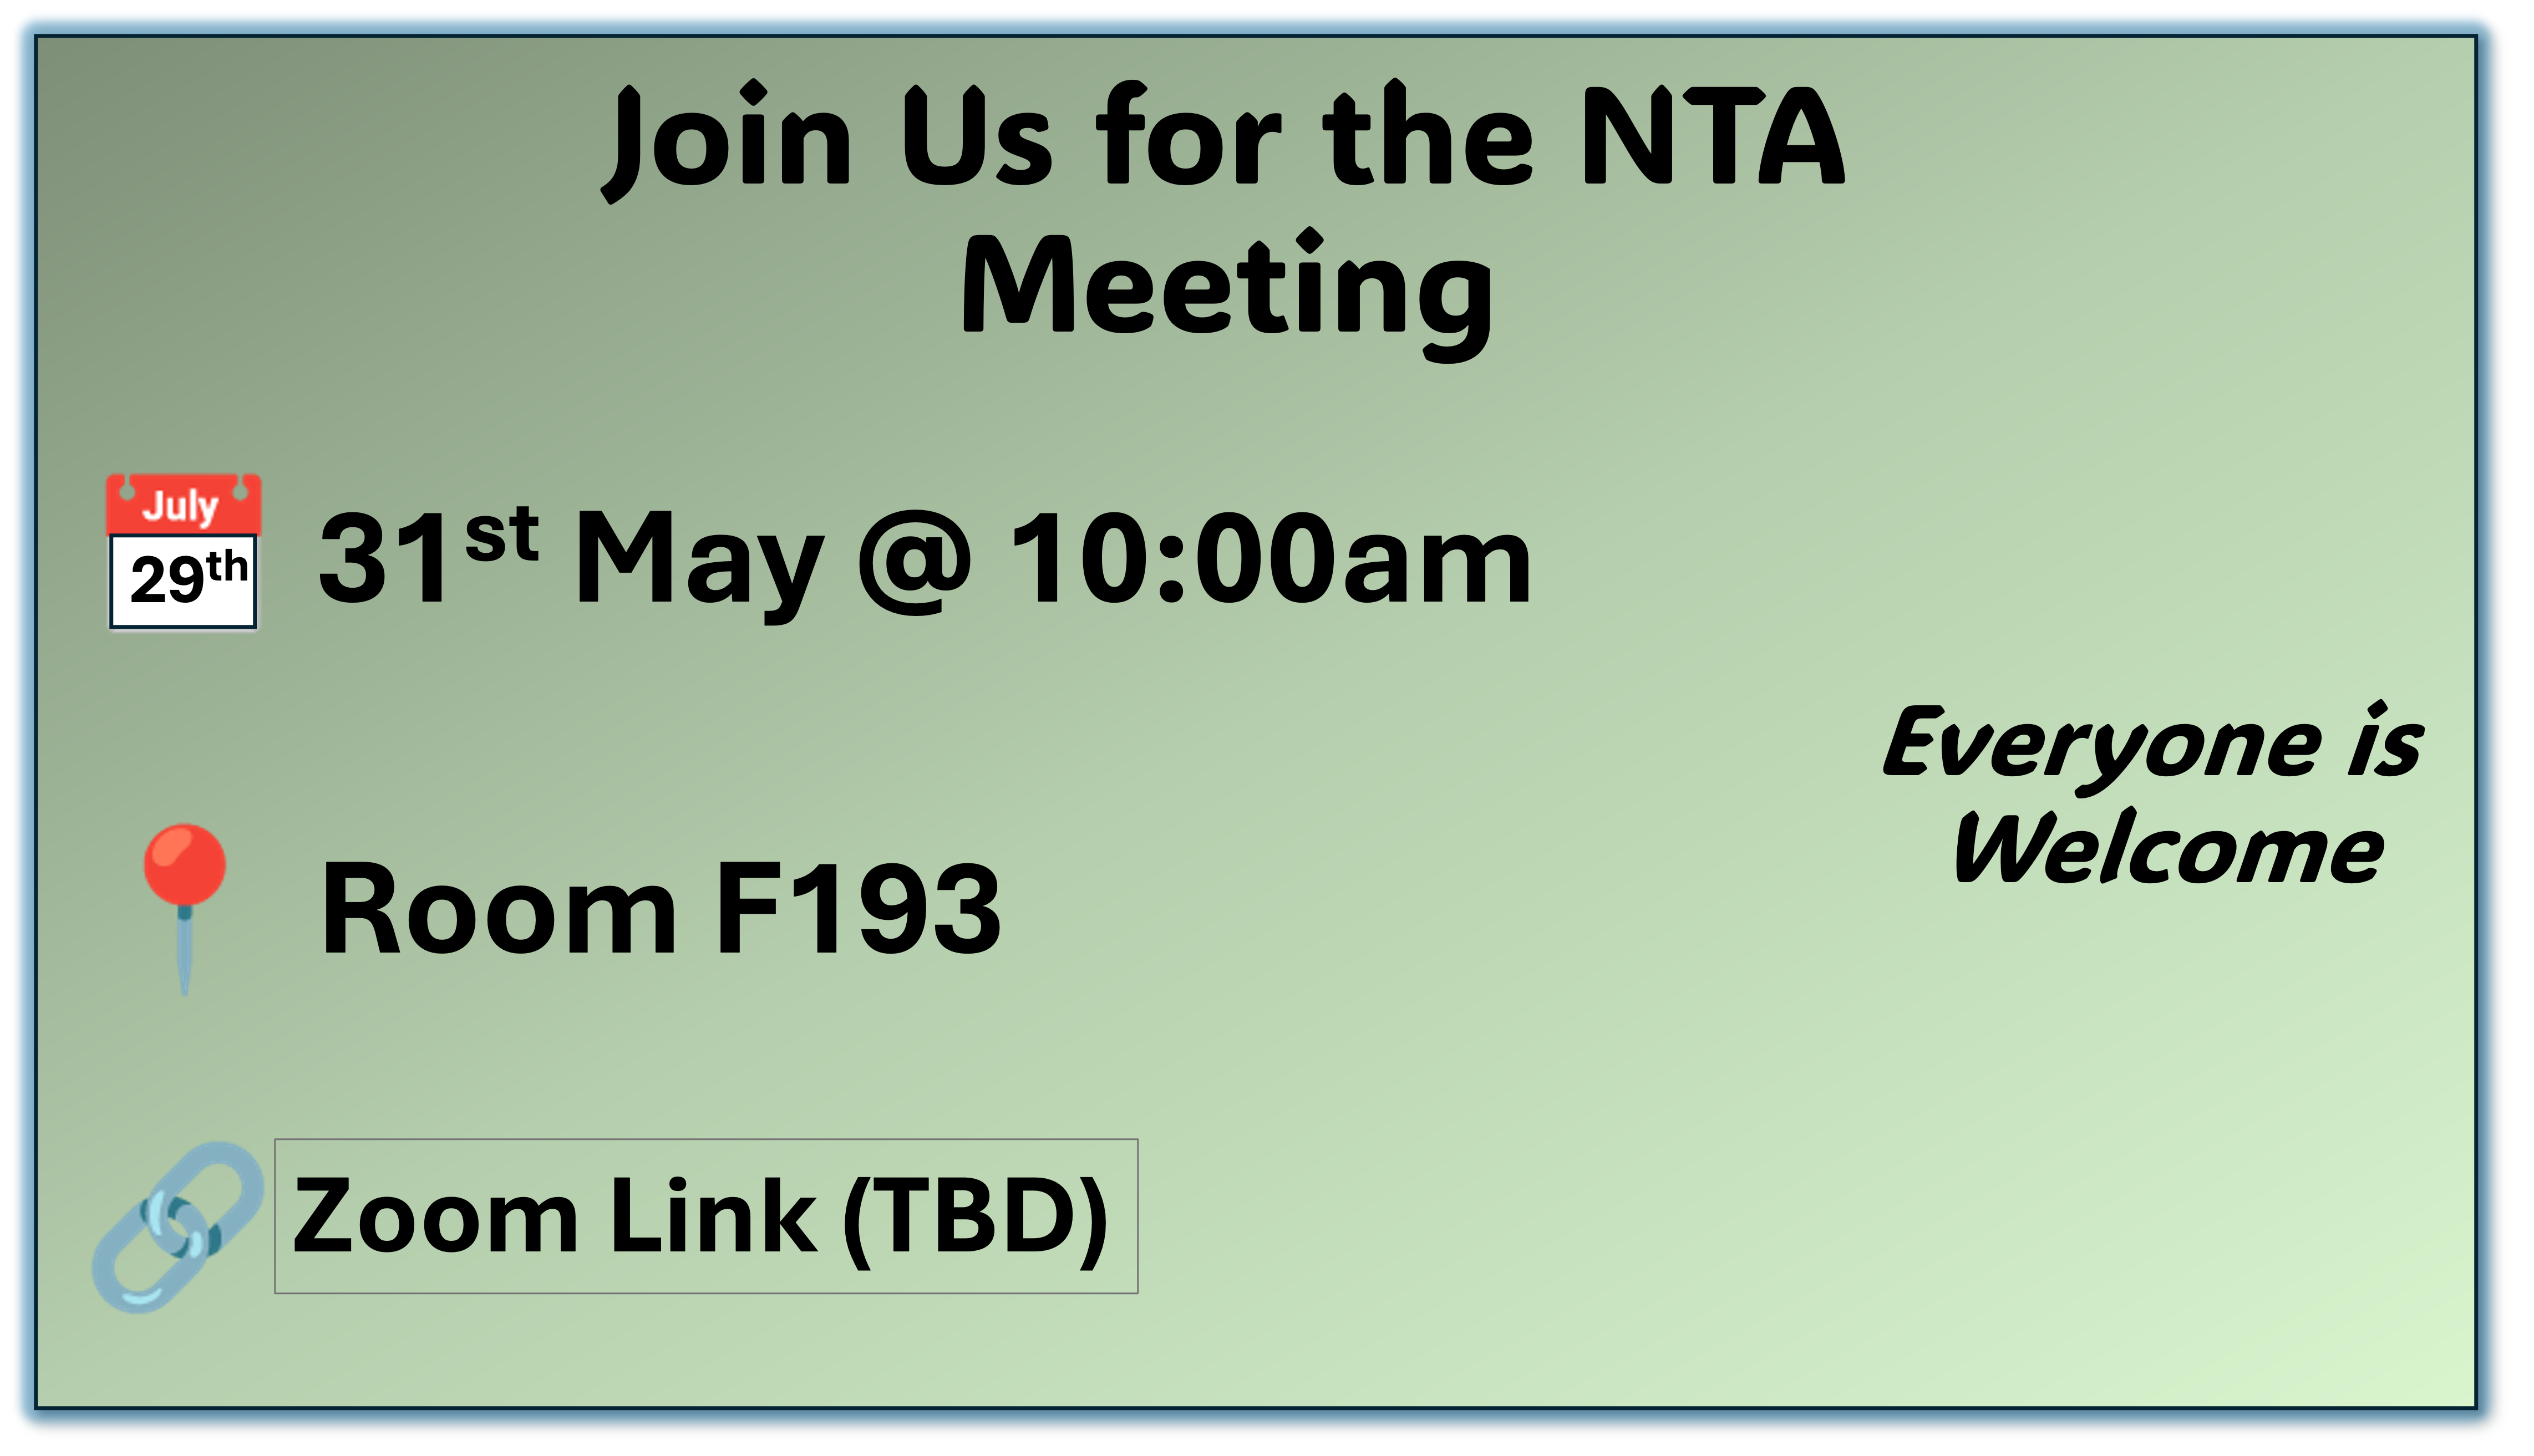 Join Us for the NTA
Meeting
July
29th
31st May @ 10:00am
Everyone is
Welcome
Room F193
Zoom Link (TBD)